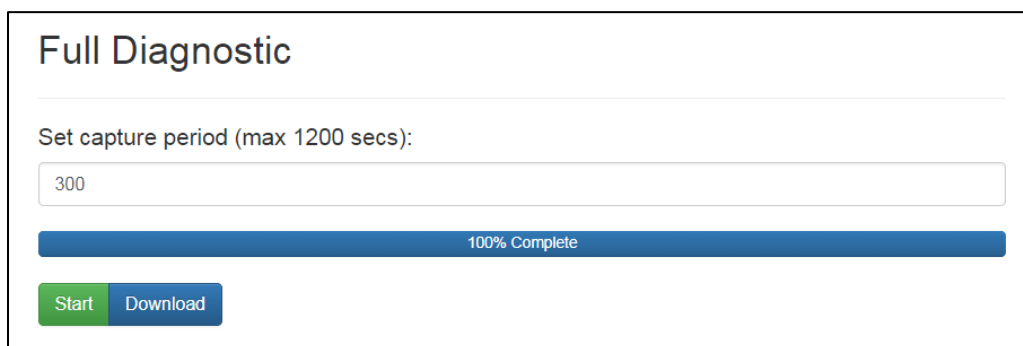 Full Diagnostic
Set capture period (max 1200 secs):
300
100% Complete
Start Download